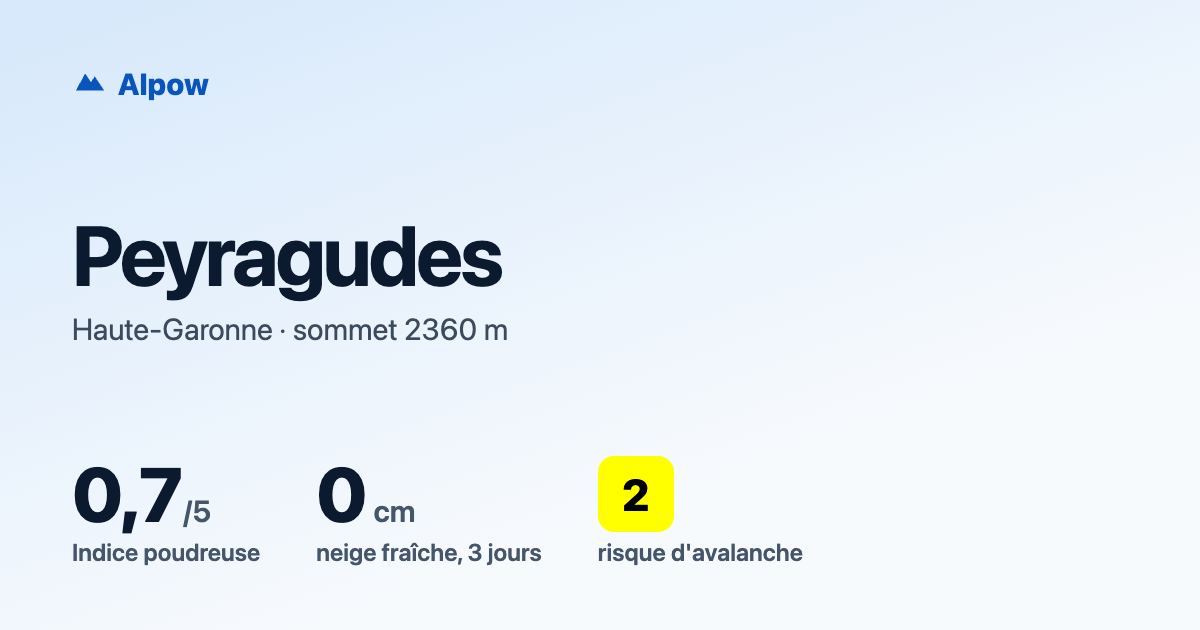 Alpow
Peyragudes
Haute-Garonne · sommet 2360 m
0,7 /5
Indice poudreuse
0 cm
neige fraîche, 3 jours
2
risque d'avalanche